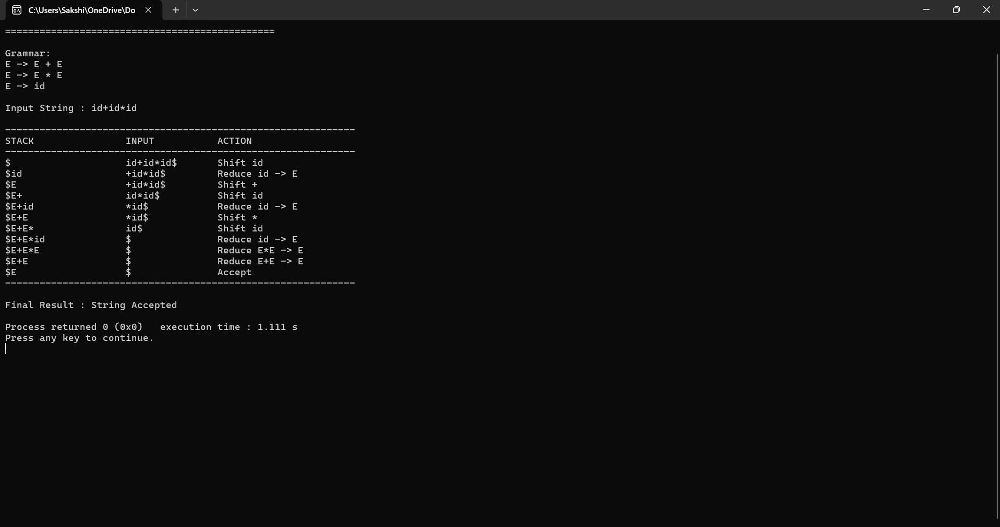 C:\Users\Sakshi\OneDrive\Do
===============================================
Grammar:
E -> E + E
E -> E * E
E -> id
Input String : id+id*id
-------------------------------------------------------------
STACK                INPUT           ACTION
-------------------------------------------------------------
$                    id+id*id$       Shift id
$id                  +id*id$         Reduce id -> E
$E                   +id*id$         Shift +
$E+                  id*id$          Shift id
$E+id                *id$            Reduce id -> E
$E+E                 *id$            Shift *
$E+E*                id$             Shift id
$E+E*id              $               Reduce id -> E
$E+E*E               $               Reduce E*E -> E
$E+E                 $               Reduce E+E -> E
$E                   $               Accept
-------------------------------------------------------------
Final Result : String Accepted
Process returned 0 (0x0)   execution time : 1.111 s
Press any key to continue.